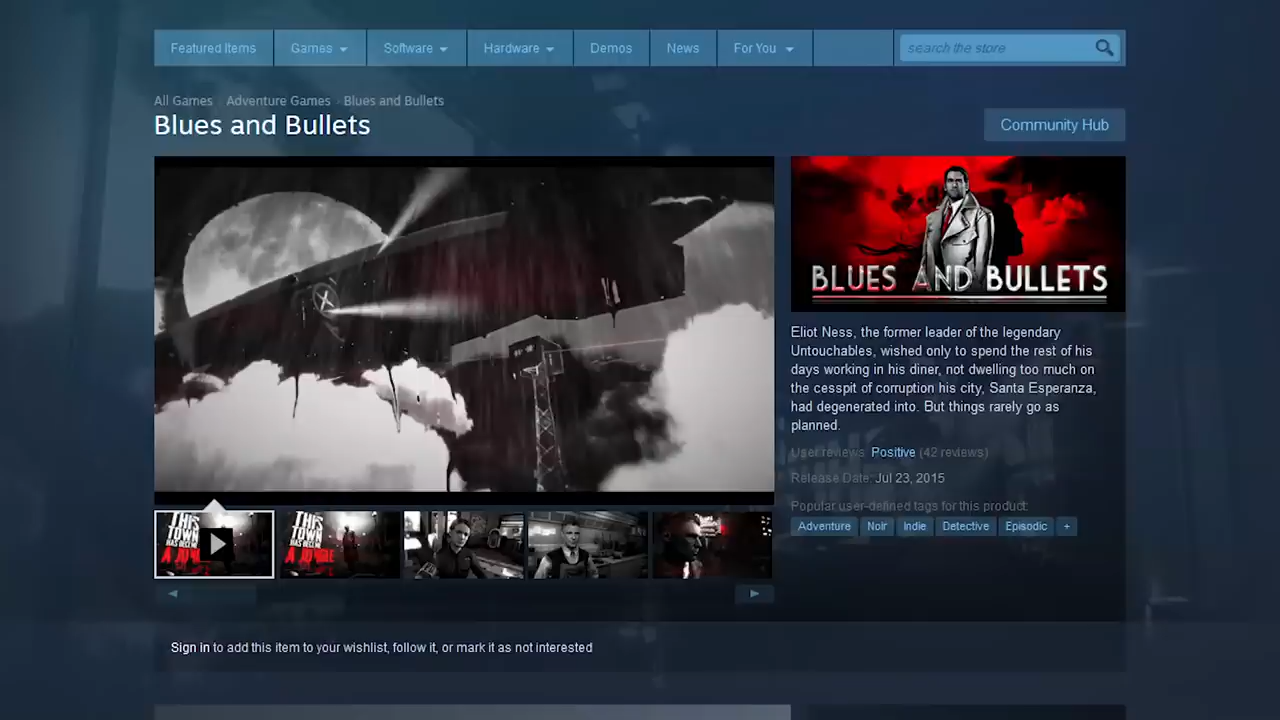 Featured Items
Games
Software
Hardware
Demos
News
For You
search the store
All Games › Adventure Games › Blues and Bullets
Blues and Bullets
Community Hub
BLUES AND BULLETS
Eliot Ness, the former leader of the legendary
Untouchables, wished only to spend the rest of his
days working in his diner, not dwelling too much on
the cesspit of corruption his city, Santa Esperanza,
had degenerated into. But things rarely go as
planned.
User reviews: Positive (42 reviews)
Release Date: Jul 23, 2015
Popular user-defined tags for this product:
Adventure
Noir
Indie
Detective
Episodic
+
THIS
TOWN
THIS
TOWN
Sign in to add this item to your wishlist, follow it, or mark it as not interested